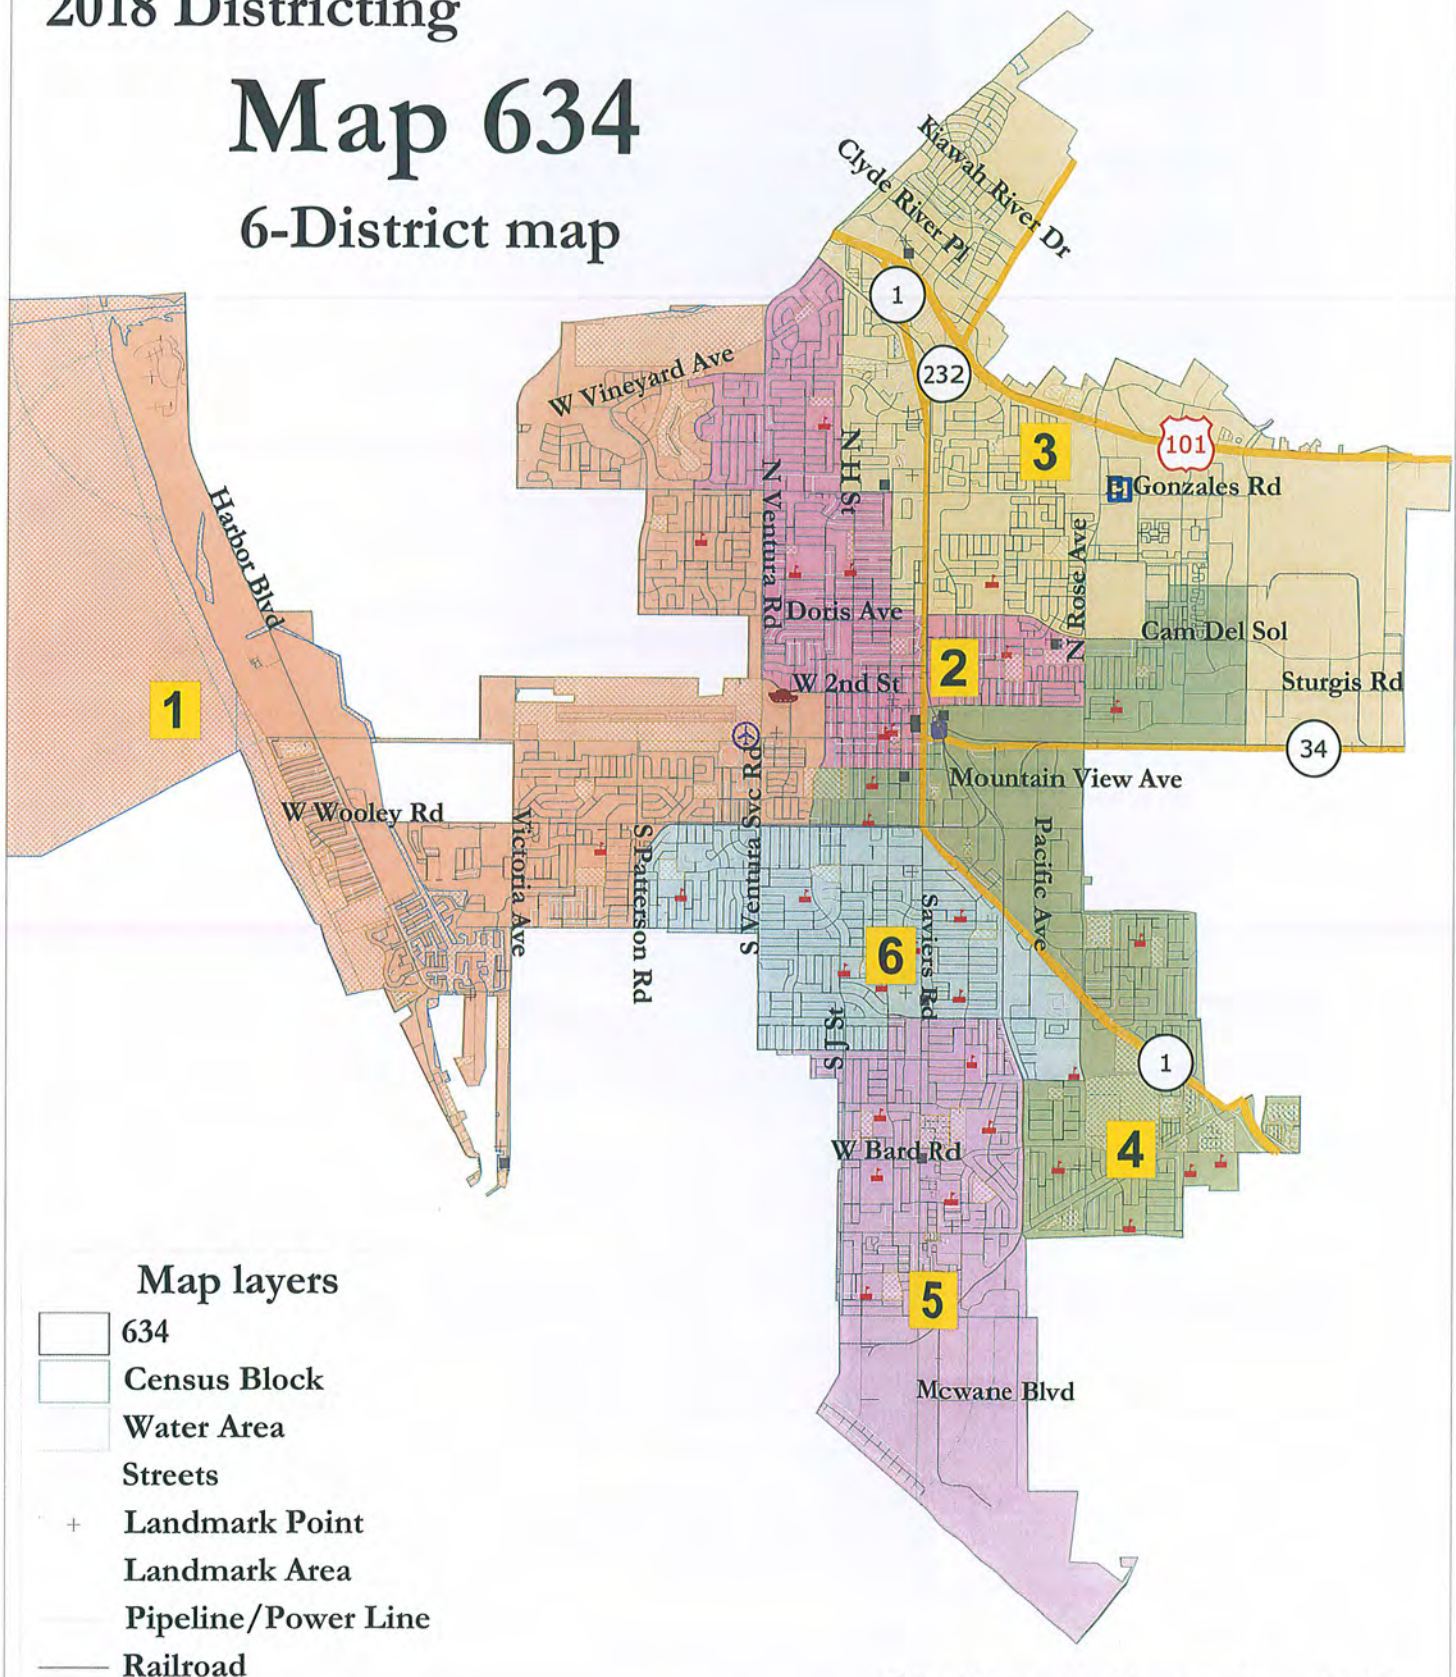 2018 Districting
Map 634
6-District map
Kiawah River Dr
Clyde River Pl
1
232
W Vineyard Ave
3
101
N H St
Gonzales Rd
N Ventura Rd
Harbor Blvd
N Rose Ave
Doris Ave
Cam Del Sol
2
W 2nd St
Sturgis Rd
1
34
Mountain View Ave
S Ventura Svc Rd
W Wooley Rd
Victoria Ave
S Patterson Rd
Pacific Ave
Saviers Rd
6
S J St
1
W Bard Rd
4
5
Mcwane Blvd
Map layers
634
Census Block
Water Area
Streets
Landmark Point
Landmark Area
Pipeline/Power Line
Railroad